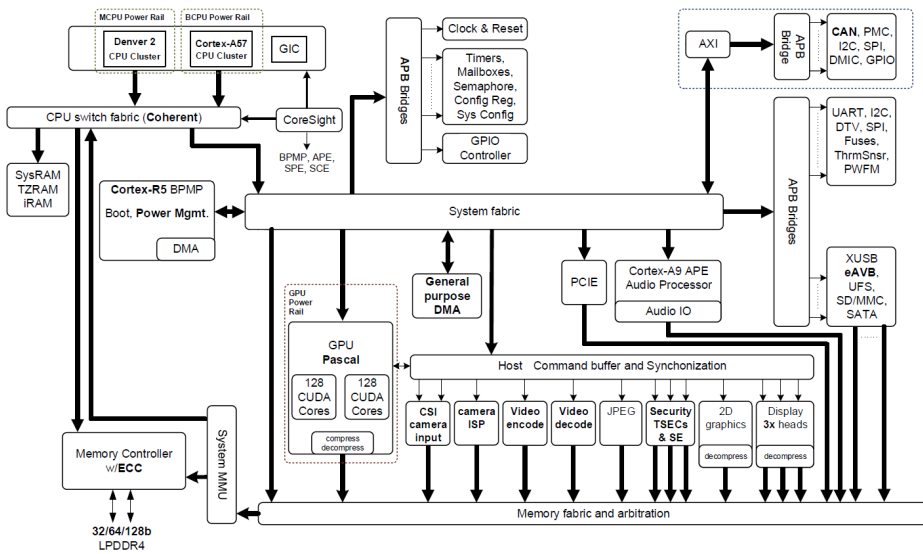 MCPU Power Rail
BCPU Power Rail
Denver 2
CPU Cluster
Cortex-A57
CPU Cluster
GIC
CPU switch fabric (Coherent)
CoreSight
BPMP, APE,
SPE, SCE
SysRAM
TZRAM
iRAM
Cortex-R5 BPMP
Boot, Power Mgmt.
DMA
APB Bridges
Clock & Reset
Timers,
Mailboxes,
Semaphore,
Config Reg,
Sys Config
GPIO
Controller
AXI
APB
Bridge
CAN, PMC,
I2C, SPI,
DMIC, GPIO
APB Bridges
UART, I2C,
DTV, SPI,
Fuses,
ThrmSnsr,
PWFM
XUSB
eAVB,
UFS,
SD/MMC,
SATA
......
System fabric
GPU
Power
Rail
GPU
Pascal
128
CUDA
Cores
128
CUDA
Cores
compress
decompress
General
purpose
DMA
PCIE
Cortex-A9 APE
Audio Processor
Audio IO
Host Command buffer and Synchonization
CSI
camera
input
camera
ISP
Video
encode
Video
decode
JPEG
Security
TSECs
& SE
2D
graphics
decompress
Display
3x heads
decompress
System MMU
Memory Controller
w/ECC
32/64/128b
LPDDR4
Memory fabric and arbitration